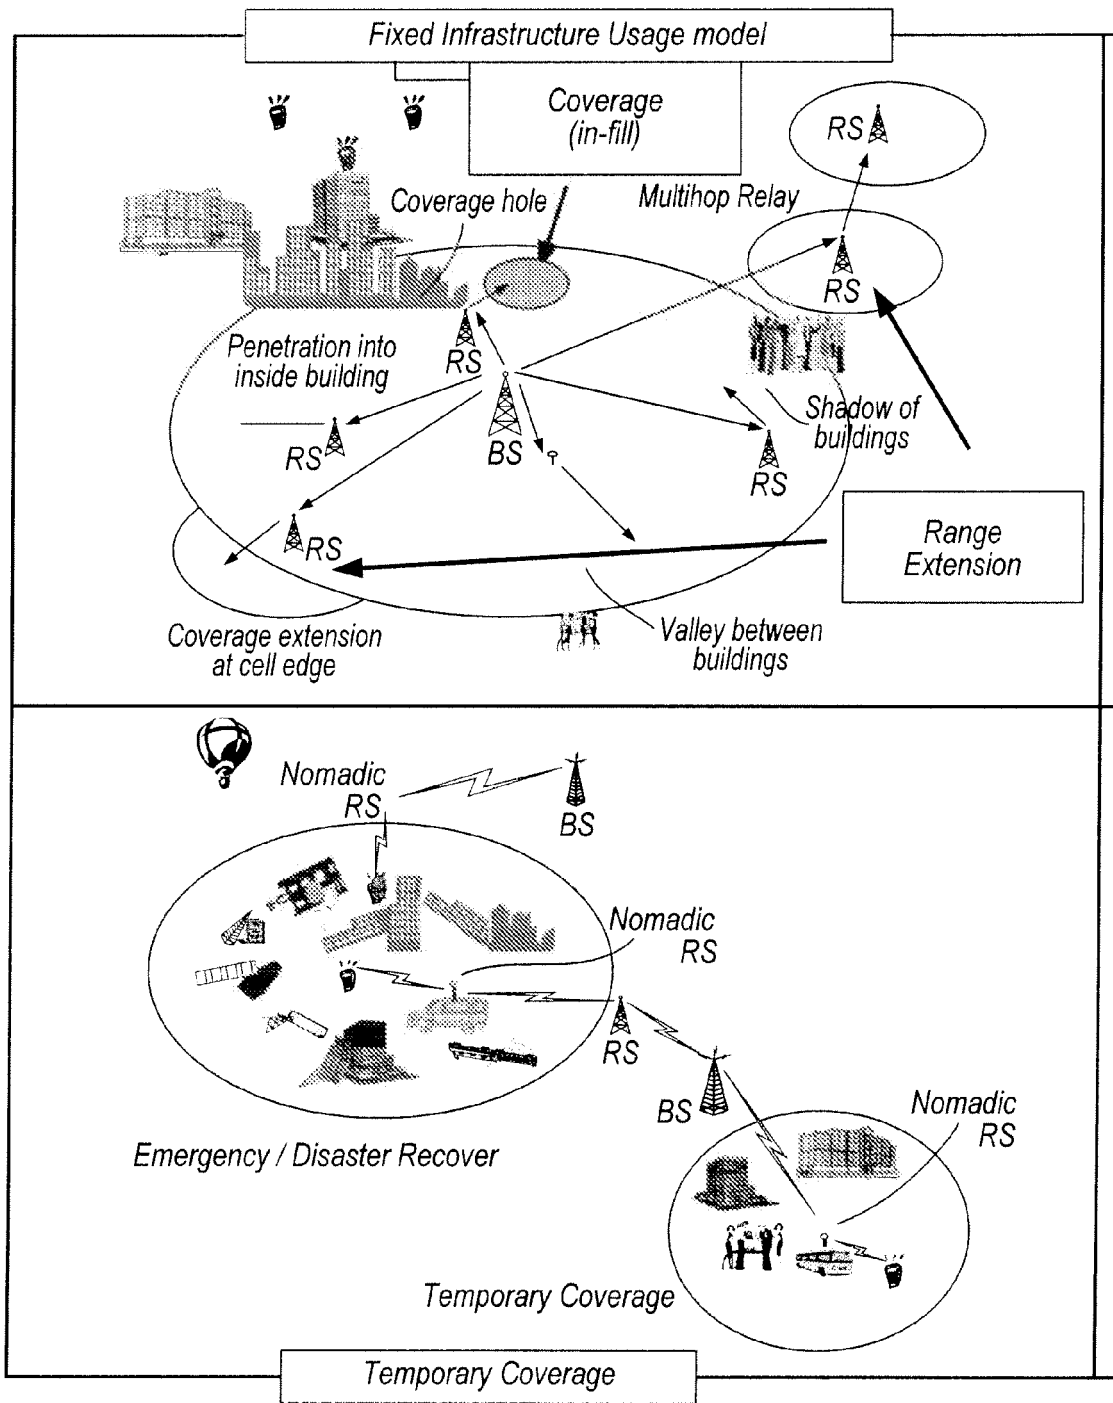 Fixed Infrastructure Usage model
Coverage
(in-fill)
RS
Coverage hole
Multihop Relay
RS
Penetration into
inside building
RS
Shadow of
buildings
RS
BS
RS
RS
Range
Extension
Coverage extension
at cell edge
Valley between
buildings
Nomadic
RS
BS
Nomadic
RS
RS
BS
Nomadic
RS
Emergency / Disaster Recover
Temporary Coverage
Temporary Coverage